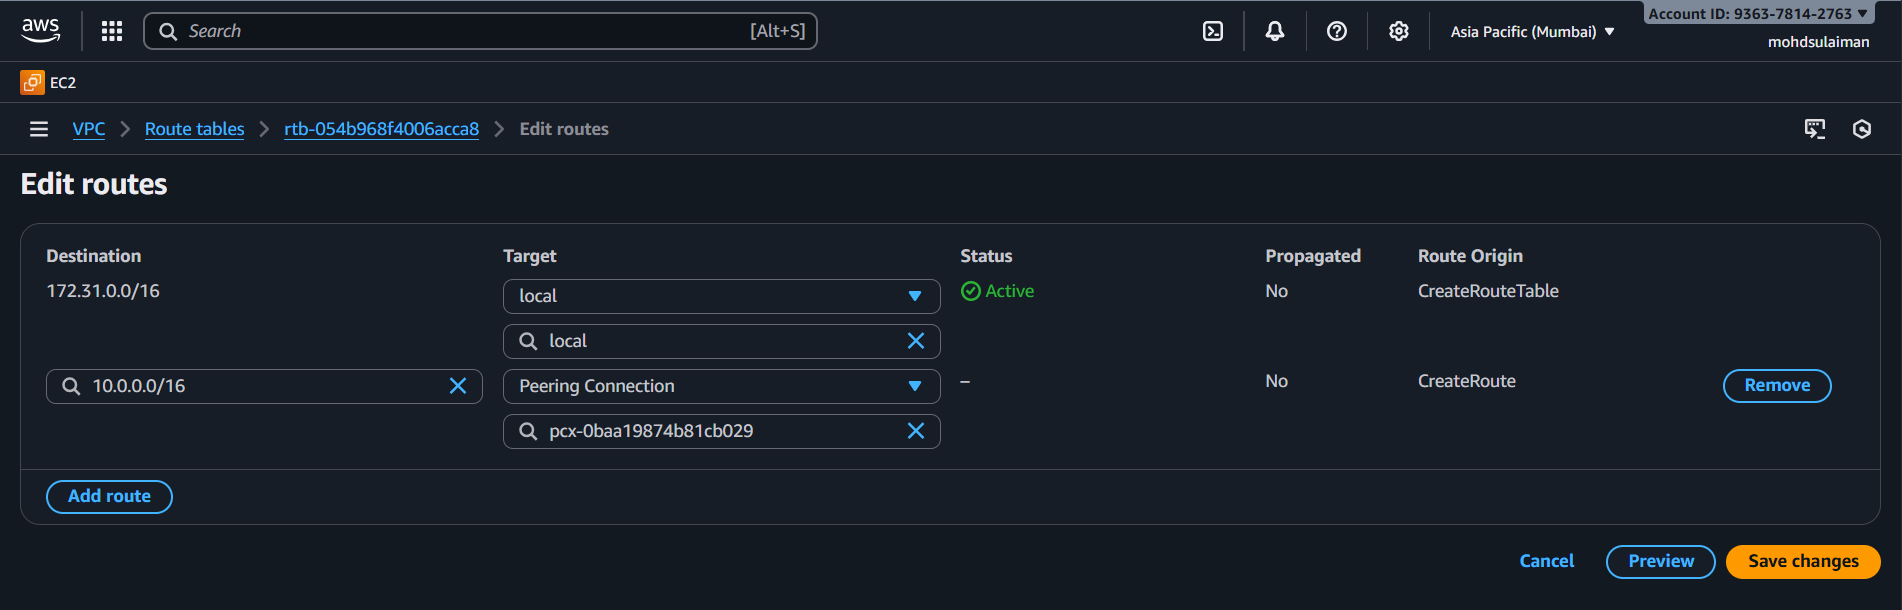 aws
Search [Alt+S]
Asia Pacific (Mumbai) ▼
Account ID: 9363-7814-2763 ▼
mohdsulaiman
EC2
VPC > Route tables > rtb-054b968f4006acca8 > Edit routes
Edit routes
Destination Target Status Propagated Route Origin
172.31.0.0/16 local Active No CreateRouteTable
local
10.0.0.0/16 Peering Connection – No CreateRoute Remove
pcx-0baa19874b81cb029
Add route
Cancel Preview Save changes